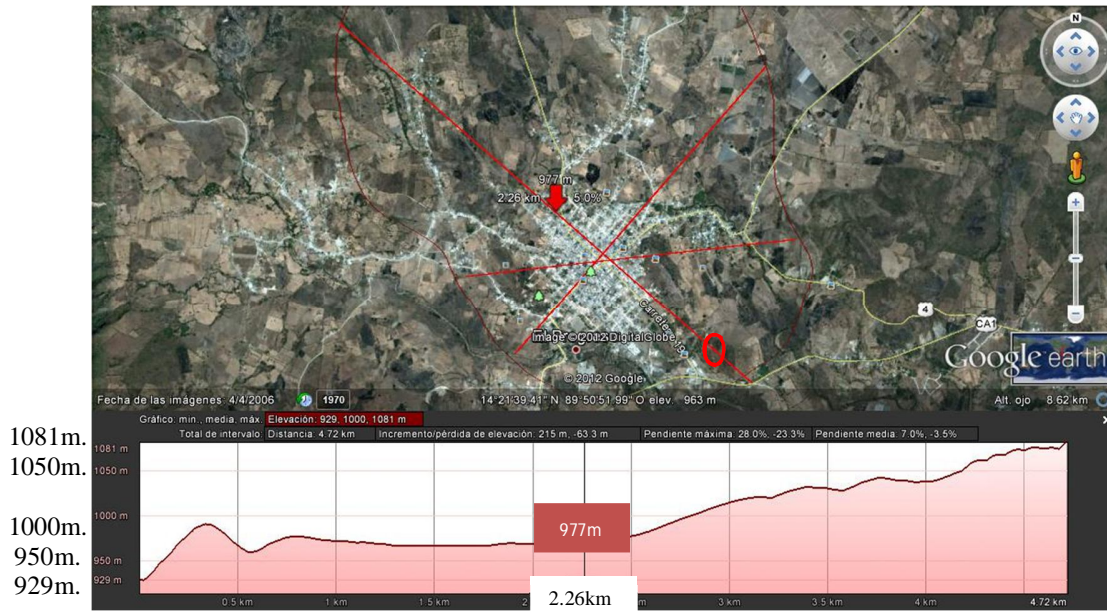 N
977 m
2.26 km 5.0%
Carretera 19
4
CA1
Image © 2012 DigitalGlobe
© 2012 Google
Google earth
Fecha de las imágenes: 4/4/2006 1970 14°21'39.41" N 89°50'51.99" O elev. 963 m Alt. ojo 8.62 km
Gráfico: mín., media, máx. Elevación: 929, 1000, 1081 m
Total de intervalo: Distancia: 4.72 km Incremento/pérdida de elevación: 215 m, -63.3 m Pendiente máxima: 28.0%, -23.3% Pendiente media: 7.0%, -3.5%
1081m.
1050m.
1000m.
950m.
929m.
1081 m
1050 m
1000 m
950 m
929 m
977m
0.5 km 1 km 1.5 km 2 3 km 3.5 km 4 km 4.72 km
2.26km